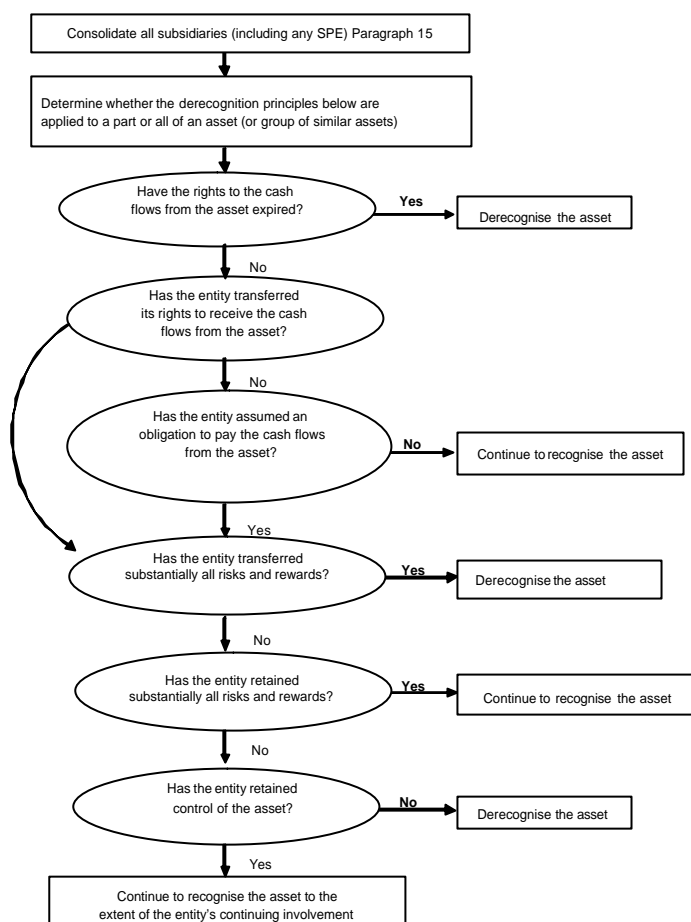 Consolidate all subsidiaries (including any SPE) Paragraph 15
Determine whether the derecognition principles below are
applied to a part or all of an asset (or group of similar assets)
Have the rights to the cash
flows from the asset expired?
Yes
Derecognise the asset
No
Has the entity transferred
its rights to receive the cash
flows from the asset?
No
Has the entity assumed an
obligation to pay the cash flows
from the asset?
No
Continue to recognise the asset
Yes
Has the entity transferred
substantially all risks and rewards?
Yes
Derecognise the asset
No
Has the entity retained
substantially all risks and rewards?
Yes
Continue to recognise the asset
No
Has the entity retained
control of the asset?
No
Derecognise the asset
Yes
Continue to recognise the asset to the
extent of the entity's continuing involvement